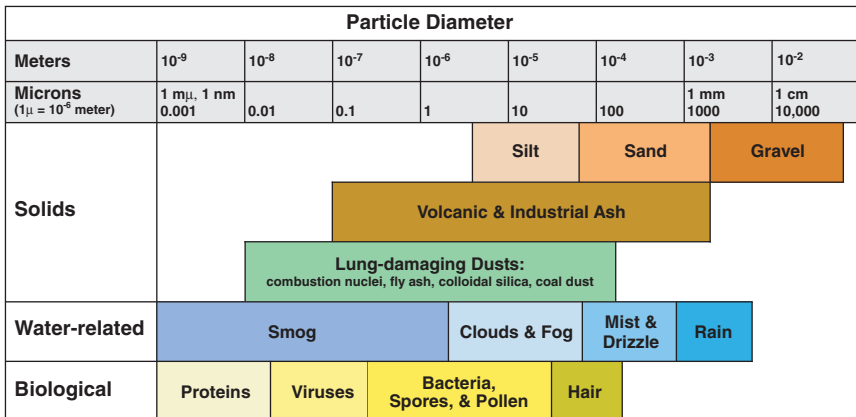 Particle Diameter
Meters 10⁻⁹ 10⁻⁸ 10⁻⁷ 10⁻⁶ 10⁻⁵ 10⁻⁴ 10⁻³ 10⁻²
Microns 1 mμ, 1 nm 1 mm 1 cm
(1μ = 10⁻⁶ meter) 0.001 0.01 0.1 1 10 100 1000 10,000
Silt Sand Gravel
Solids Volcanic & Industrial Ash
Lung-damaging Dusts:
combustion nuclei, fly ash, colloidal silica, coal dust
Water-related Smog Clouds & Fog Mist & Drizzle Rain
Biological Proteins Viruses Bacteria, Spores, & Pollen Hair